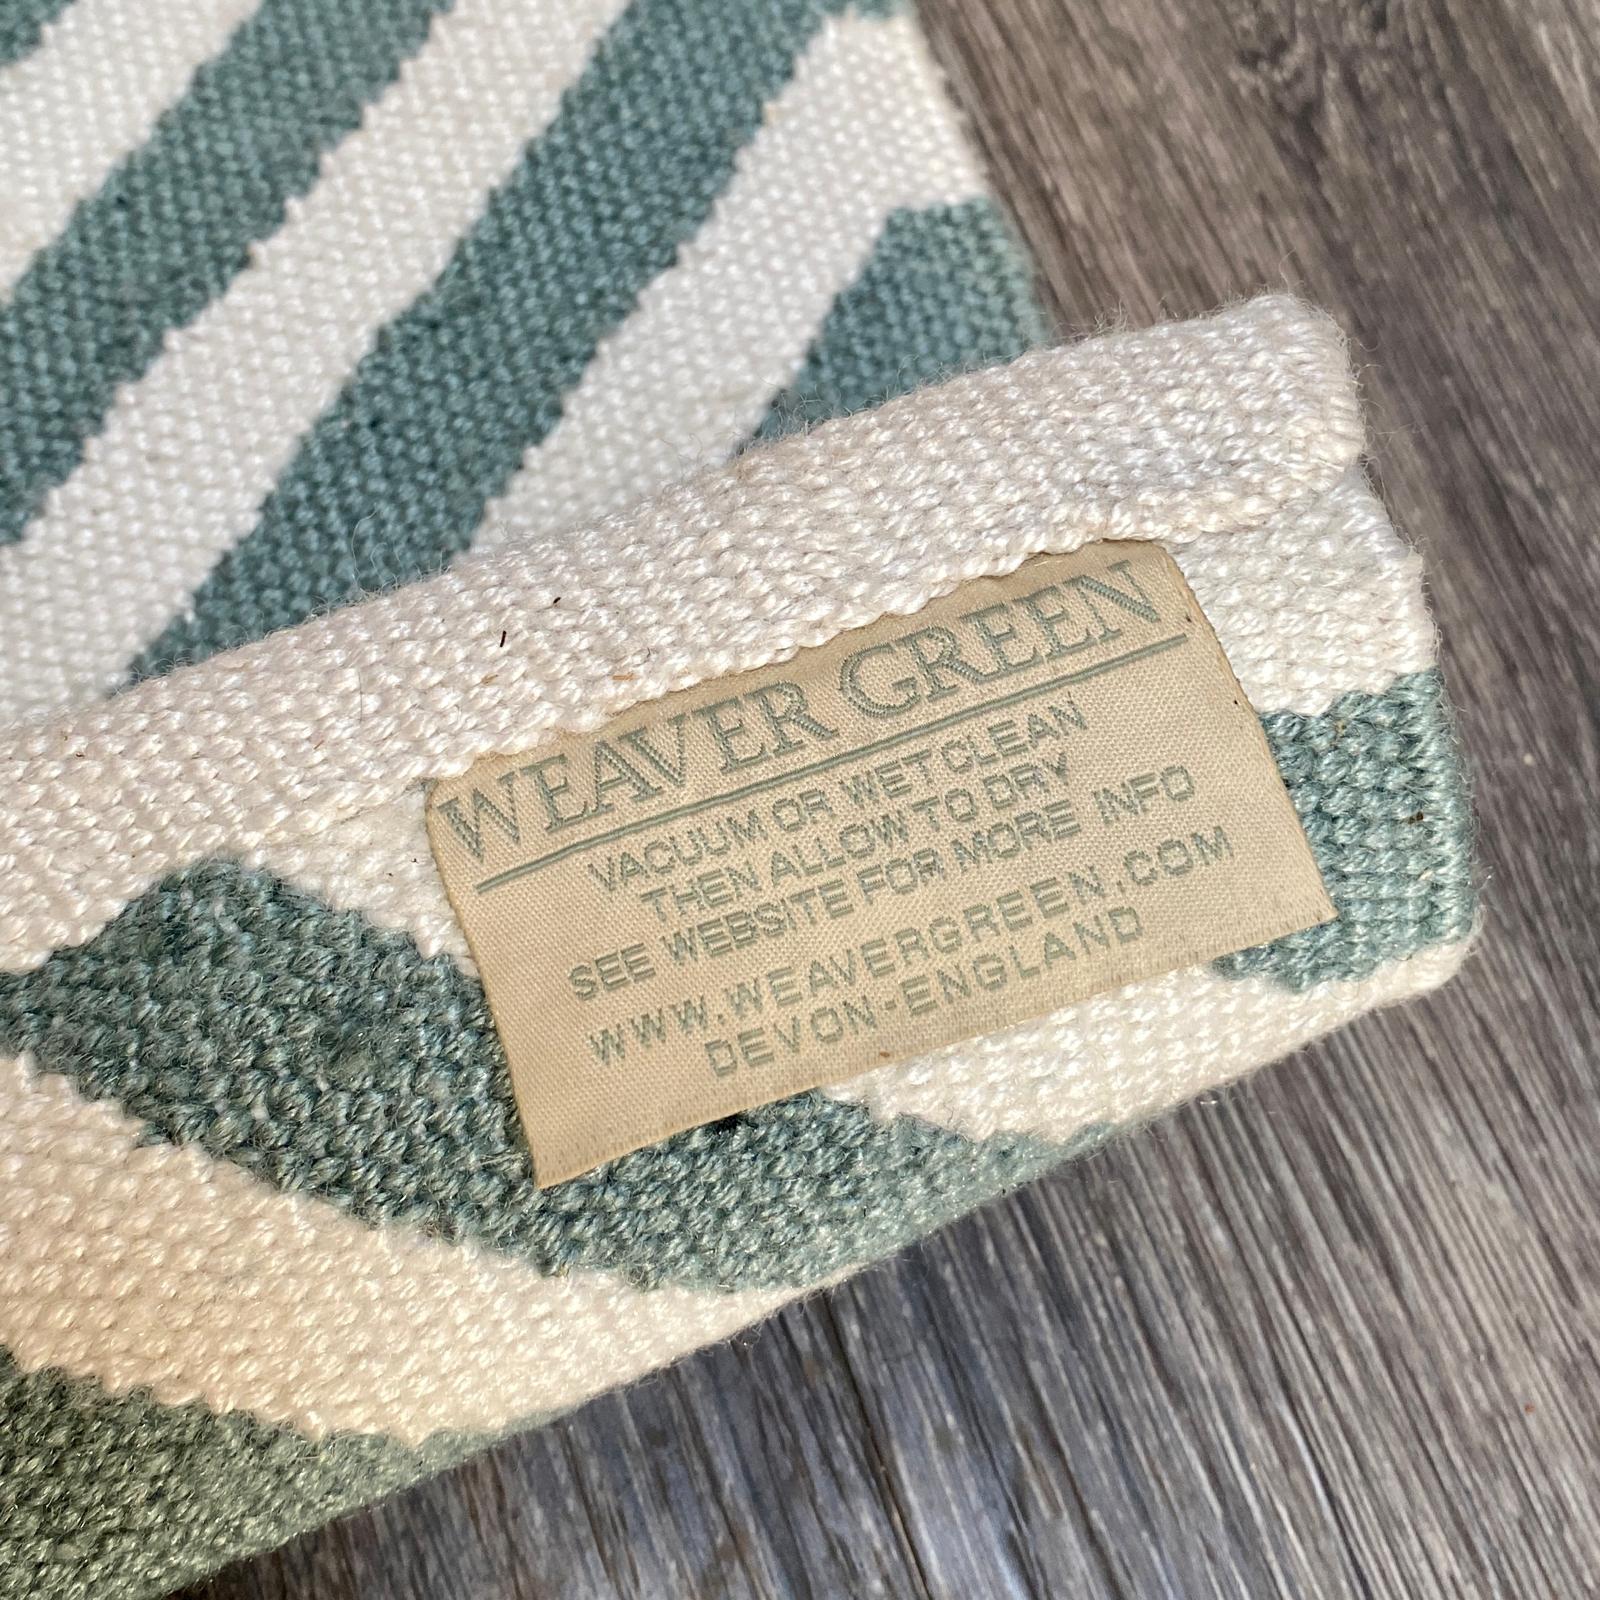 WEAVER GREEN
VACUUM OR WET CLEAN
THEN ALLOW TO DRY
SEE WEBSITE FOR MORE INFO
WWW.WEAVERGREEN.COM
DEVON-ENGLAND